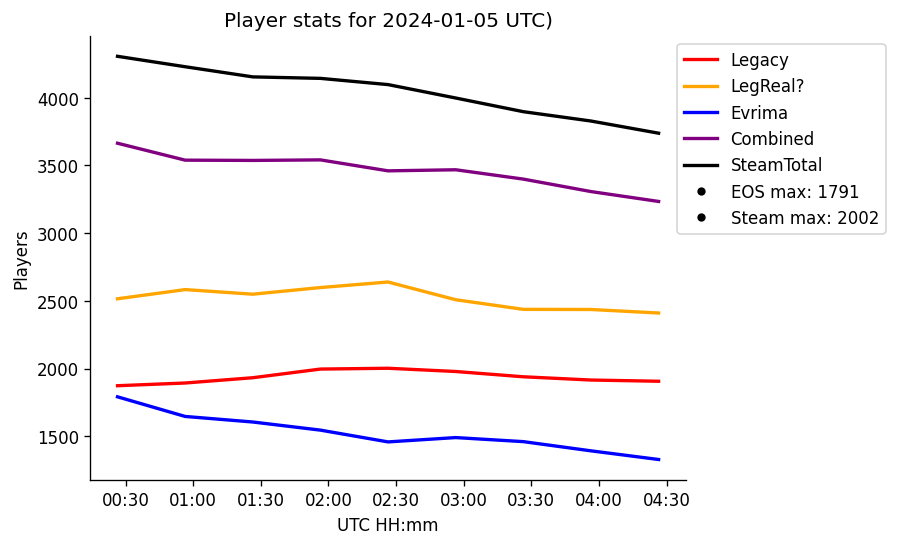 Player stats for 2024-01-05 UTC)
Players
4000
3500
3000
2500
2000
1500
00:30 01:00 01:30 02:00 02:30 03:00 03:30 04:00 04:30
UTC HH:mm
Legacy
LegReal?
Evrima
Combined
SteamTotal
EOS max: 1791
Steam max: 2002